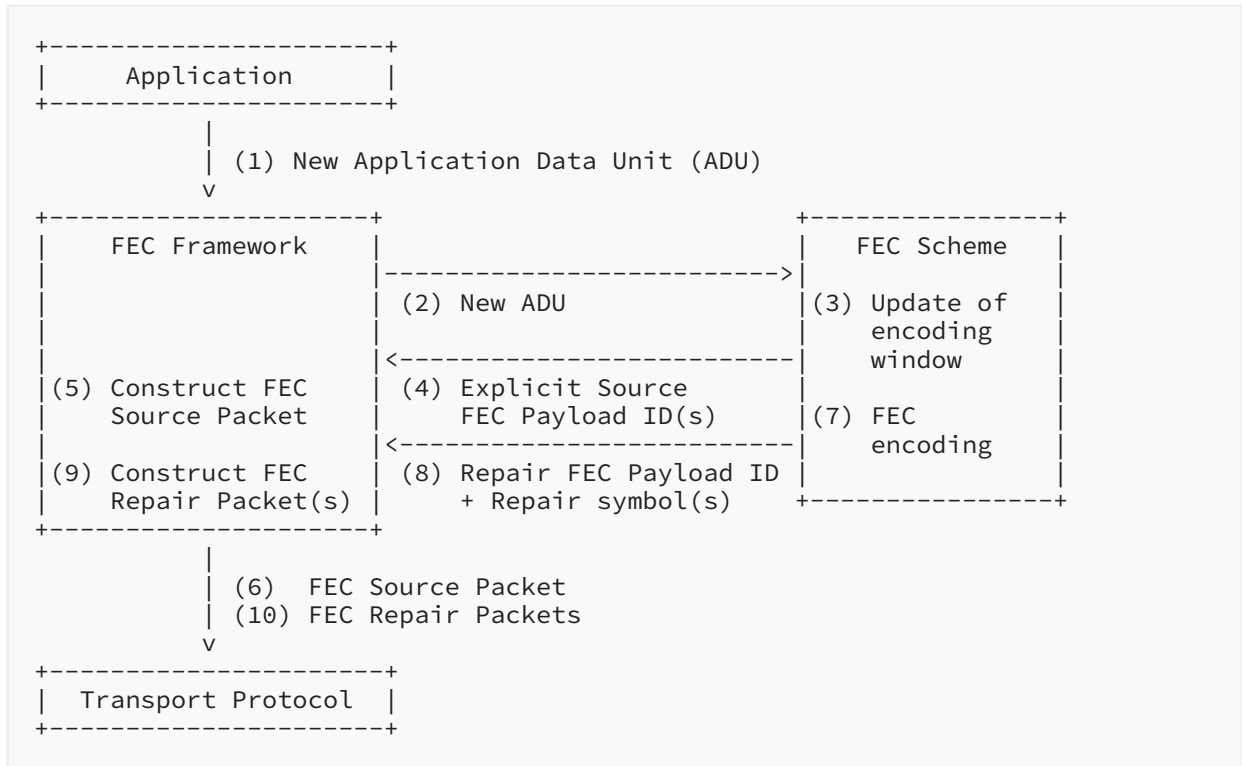 +-----------------------+
|      Application      |
+-----------------------+
           |
           | (1) New Application Data Unit (ADU)
           v
+----------------------+                           +----------------+
|     FEC Framework    |                           |   FEC Scheme   |
|                      |-------------------------->|                |
|                      | (2) New ADU               |(3) Update of   |
|                      |                           |    encoding    |
|                      |<--------------------------|    window      |
|(5) Construct FEC     | (4) Explicit Source       |                |
|    Source Packet     |     FEC Payload ID(s)     |(7) FEC         |
|                      |<--------------------------|    encoding    |
|(9) Construct FEC     | (8) Repair FEC Payload ID |                |
|    Repair Packet(s)  |     + Repair symbol(s)    +----------------+
+----------------------+
           |
           | (6)  FEC Source Packet
           | (10) FEC Repair Packets
           v
+-----------------------+
|  Transport Protocol   |
+-----------------------+